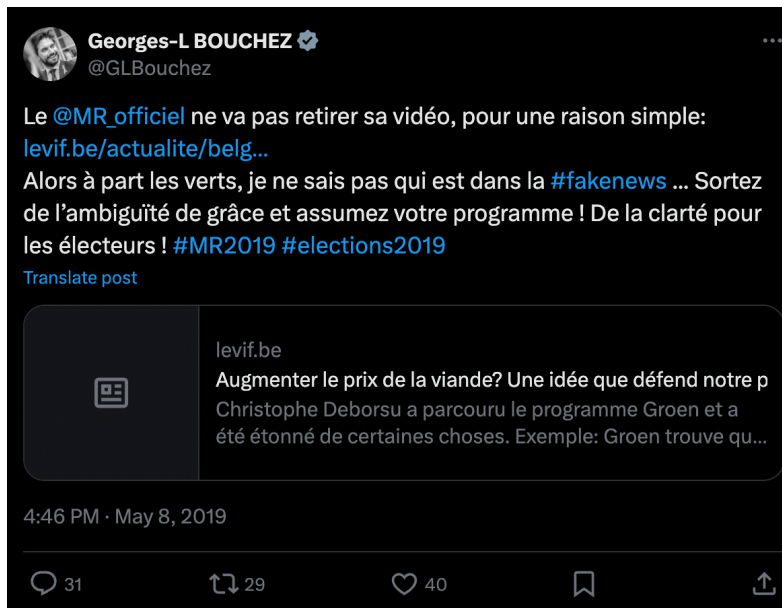 Georges-L BOUCHEZ
@GLBouchez
Le @MR_officiel ne va pas retirer sa vidéo, pour une raison simple:
levif.be/actualite/belg...
Alors à part les verts, je ne sais pas qui est dans la #fakenews ... Sortez
de l'ambiguïté de grâce et assumez votre programme ! De la clarté pour
les électeurs ! #MR2019 #elections2019
Translate post
levif.be
Augmenter le prix de la viande? Une idée que défend notre p
Christophe Deborsu a parcouru le programme Groen et a
été étonné de certaines choses. Exemple: Groen trouve qu...
4:46 PM · May 8, 2019
31 29 40